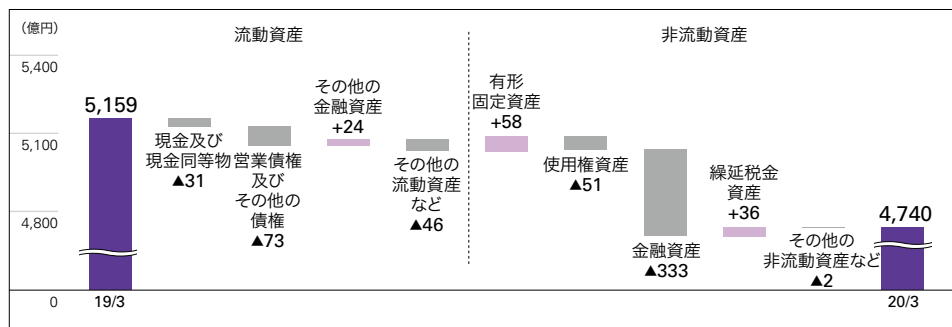 (億円)
流動資産
非流動資産
5,400
5,100
4,800
0
5,159
19/3
現金及び
現金同等物
▲31
営業債権
及び
その他の
債権
▲73
その他の
金融資産
+24
その他の
流動資産
など
▲46
有形
固定資産
+58
使用権資産
▲51
金融資産
▲333
繰延税金
資産
+36
その他の
非流動資産など
▲2
4,740
20/3